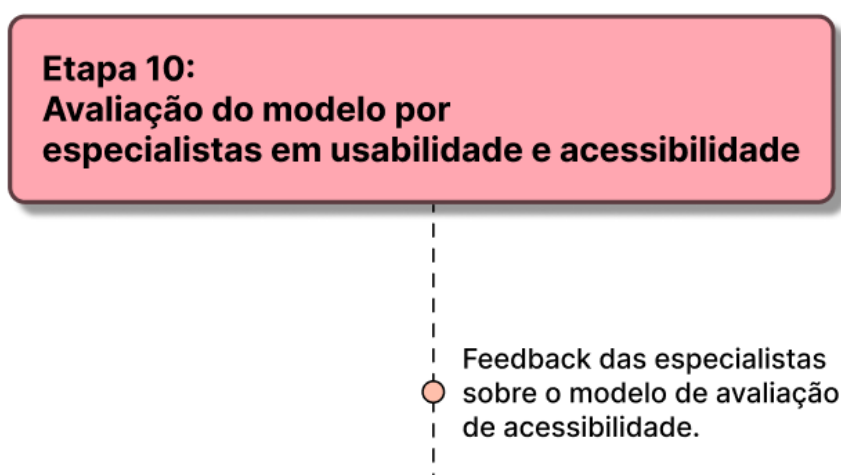 Etapa 10:
Avaliação do modelo por
especialistas em usabilidade e acessibilidade
Feedback das especialistas
sobre o modelo de avaliação
de acessibilidade.